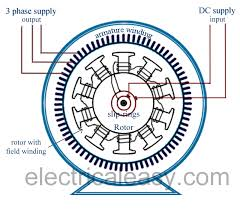 3 phase supply
output
DC supply
input
armature winding
slip-rings
Rotor
rotor with
field winding
electricaleasy.com